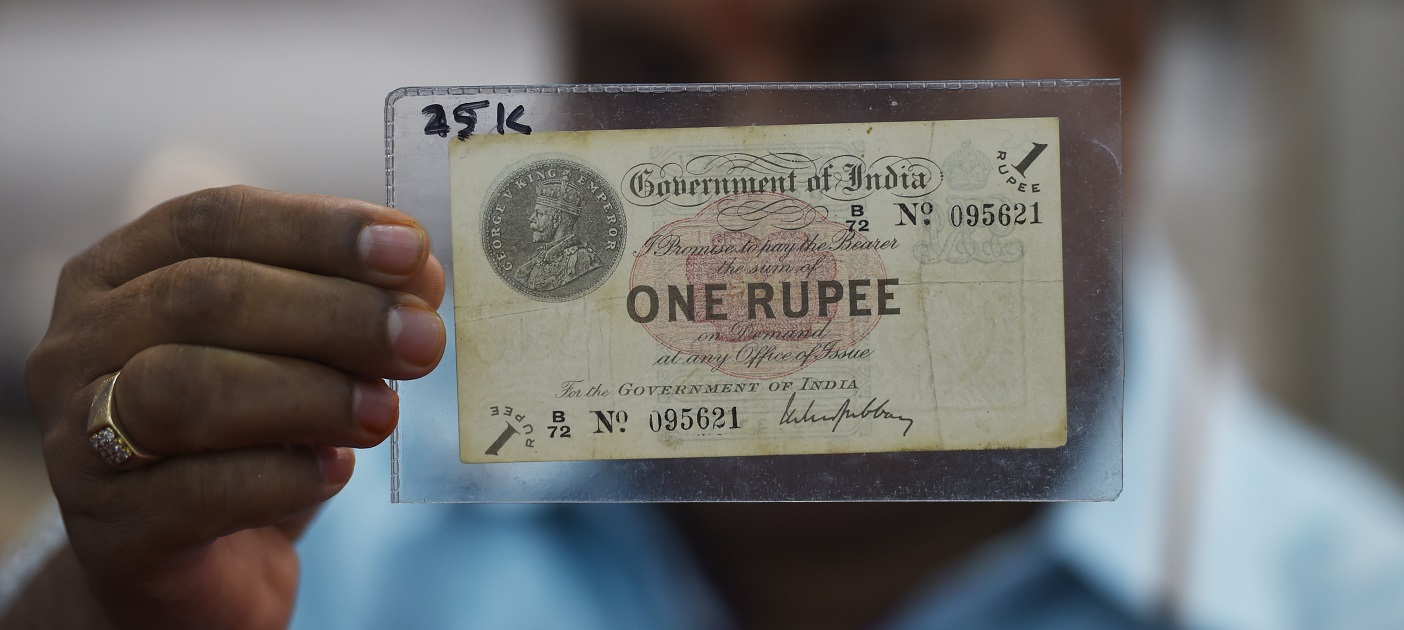 25K
GEORGE V KING EMPEROR
Government of India
1
RUPEE
B
72 Nº 095621
I Promise to pay the Bearer
the sum of
ONE RUPEE
on Demand
at any Office of Issue
For the GOVERNMENT OF INDIA
1 RUPEE
B
72 Nº 095621